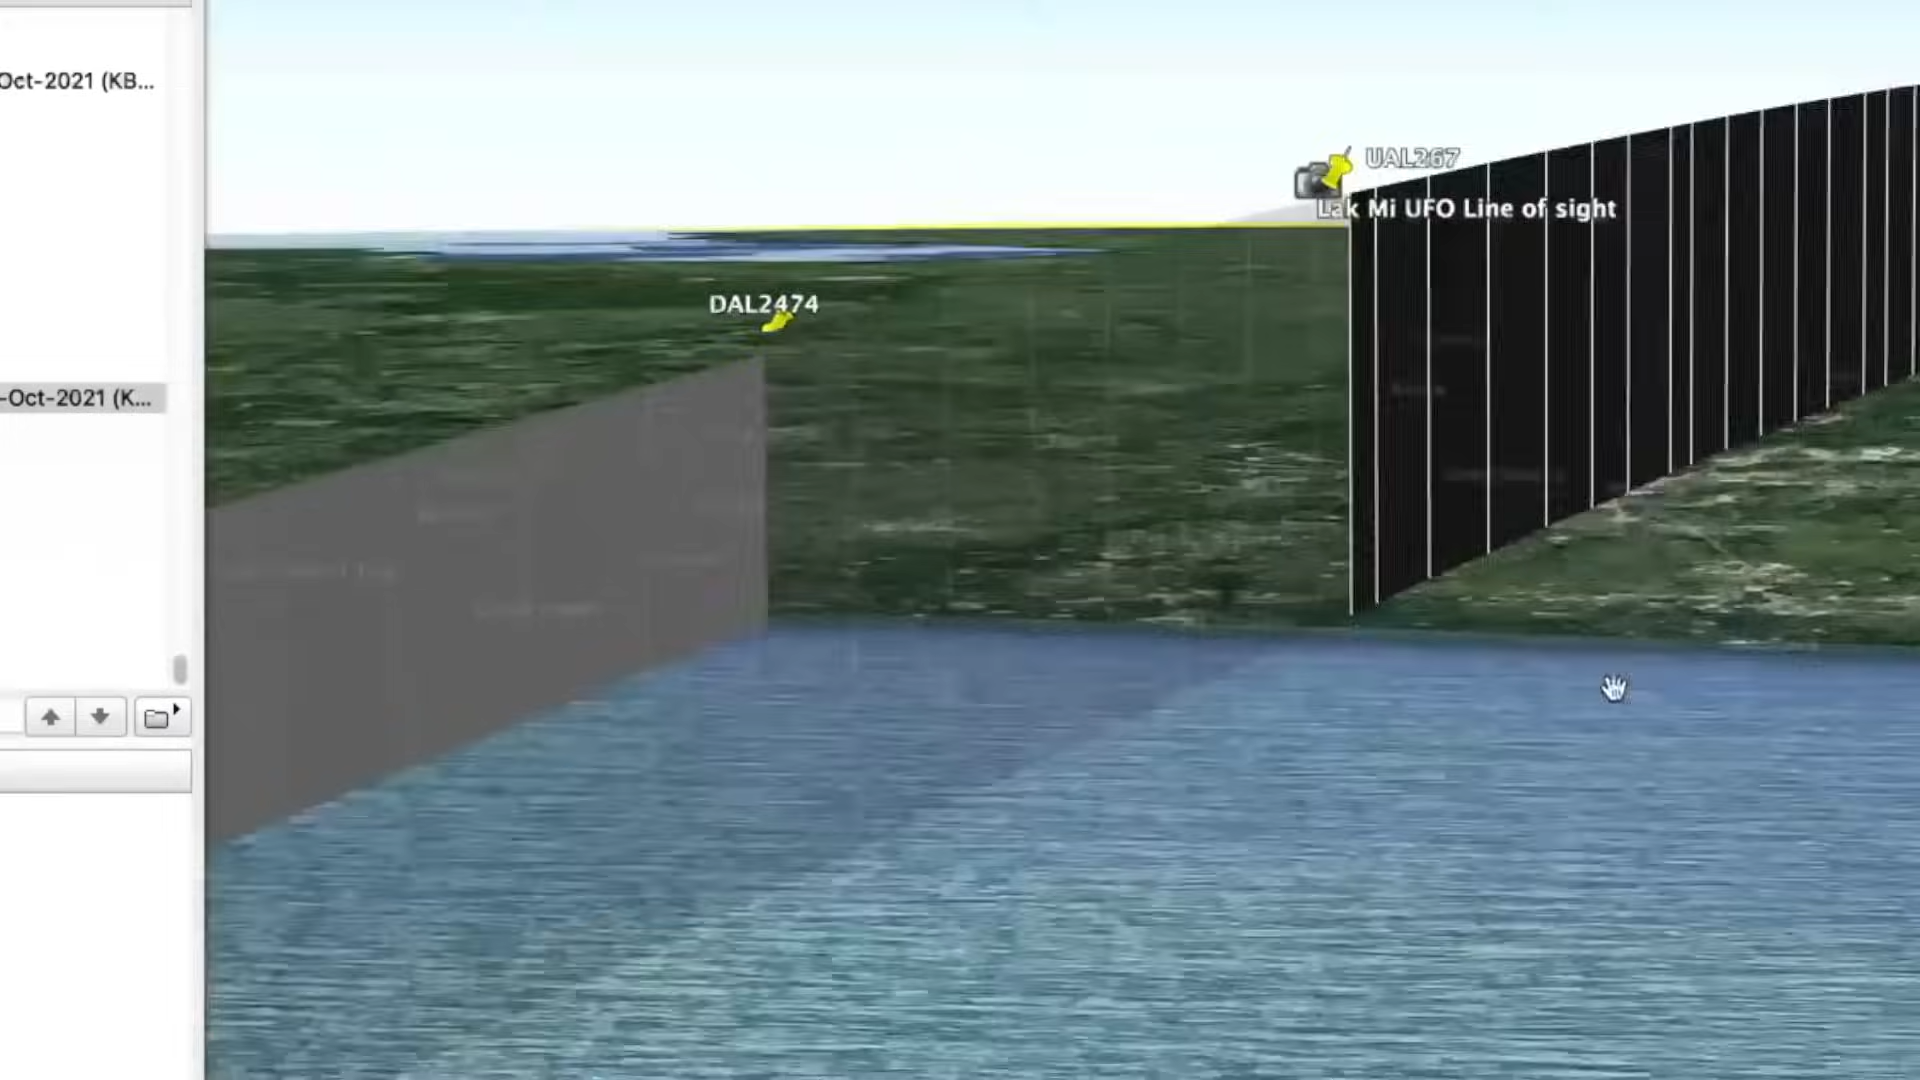 Oct-2021 (KB...
UAL267
Lak Mi UFO Line of sight
DAL2474
-Oct-2021 (K...